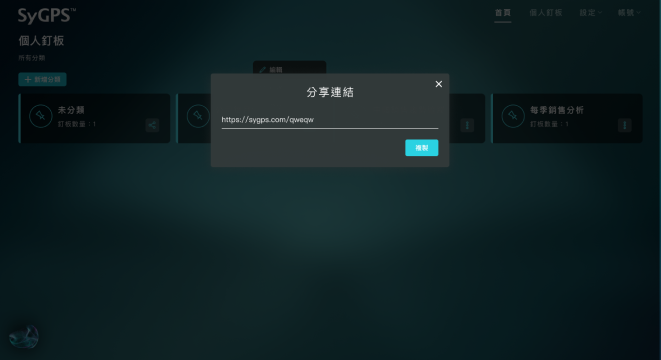 SyGPS™
首頁 個人釘板 設定 帳號
個人釘板
所有分類
＋ 新增分類
編輯
未分類
釘板數量：1
每季銷售分析
釘板數量：1
分享連結
https://sygps.com/qweqw
複製